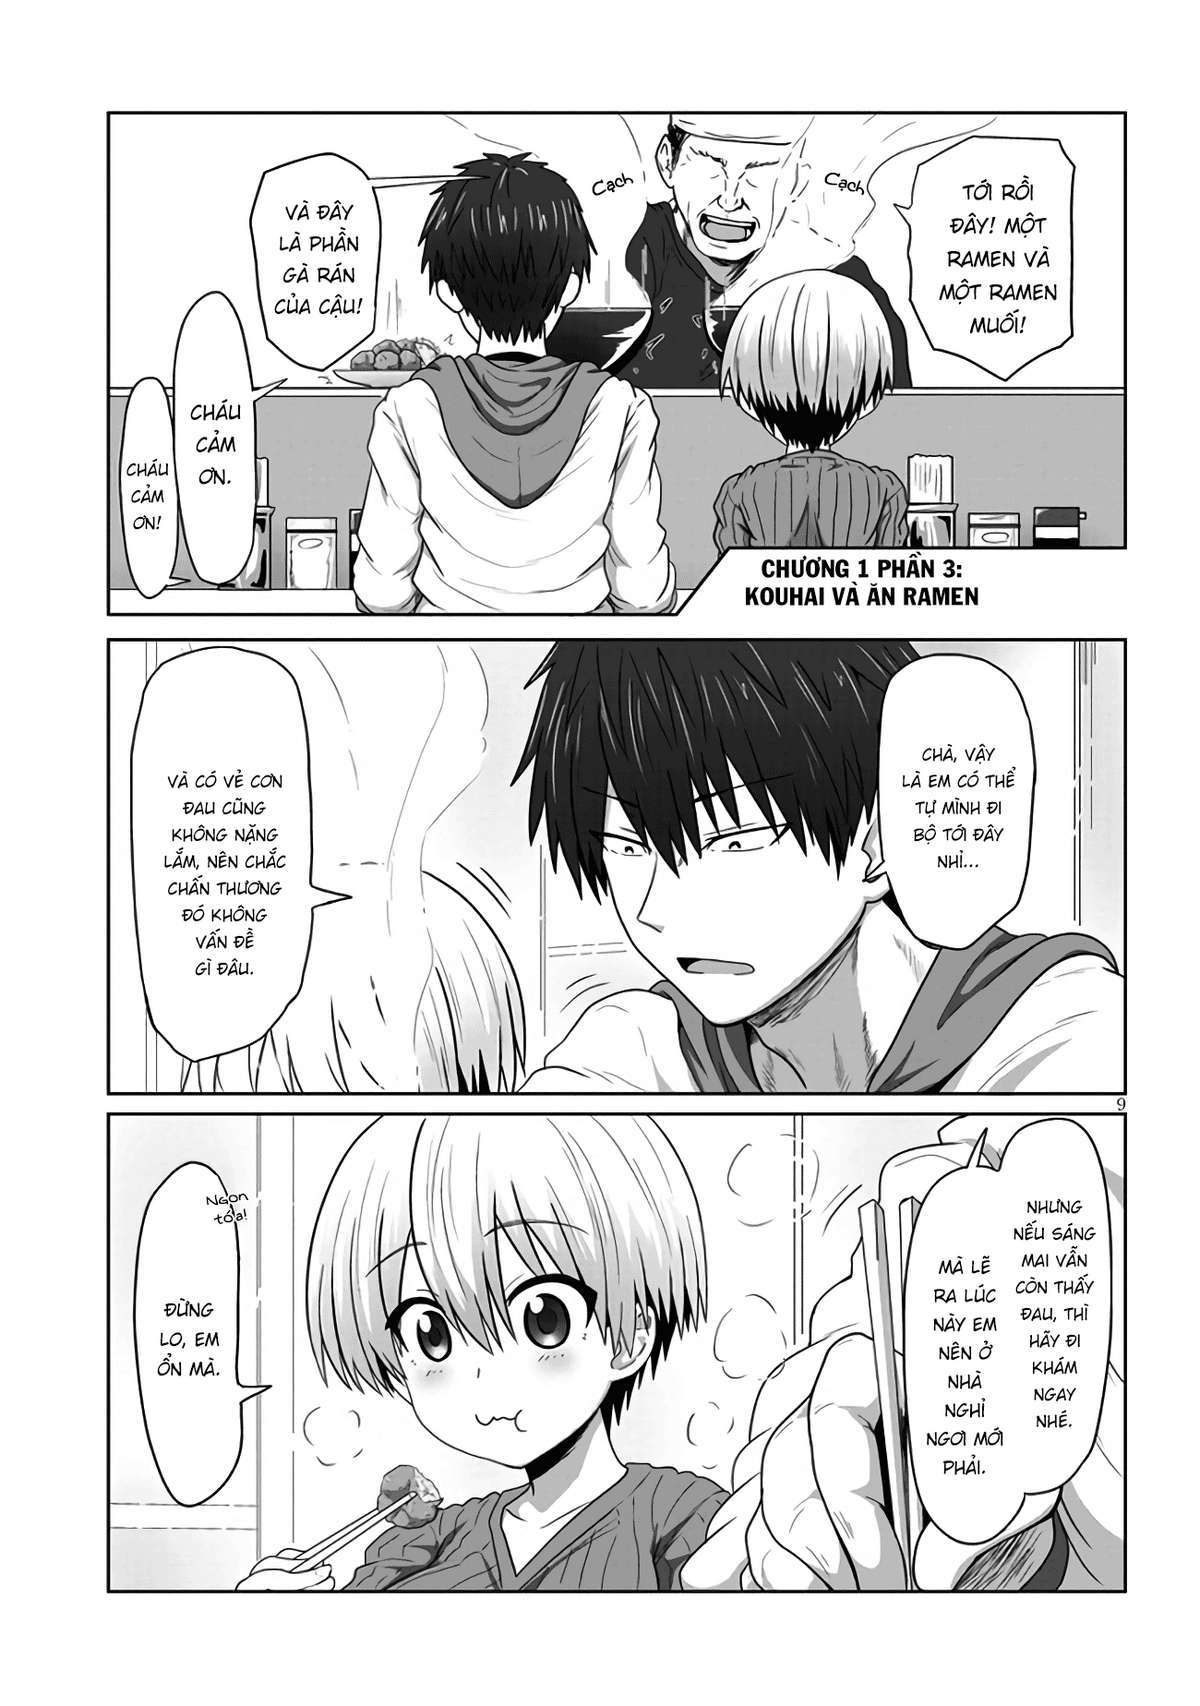 TỚI RỒI
ĐÂY! MỘT
RAMEN VÀ
MỘT RAMEN
MUỐI!
Cạch
Cạch
VÀ ĐÂY
LÀ PHẦN
GÀ RÁN
CỦA CẬU!
CHÁU
CẢM
ƠN.
CHÁU
CẢM
ƠN!
CHƯƠNG 1 PHẦN 3:
KOUHAI VÀ ĂN RAMEN
CHÀ, VẬY
LÀ EM CÓ THỂ
TỰ MÌNH ĐI
BỘ TỚI ĐÂY
NHỈ...
VÀ CÓ VẺ CƠN
ĐAU CŨNG
KHÔNG NẶNG
LẮM, NÊN CHẮC
CHẤN THƯƠNG
ĐÓ KHÔNG
VẤN ĐỀ
GÌ ĐÂU.
9
NHƯNG
NẾU SÁNG
MAI VẪN
CÒN THẤY
ĐAU, THÌ
HÃY ĐI
KHÁM
NGAY
NHÉ.
MÀ LẼ
RA LÚC
NÀY EM
NÊN Ở
NHÀ
NGHỈ
NGƠI MỚI
PHẢI.
Ngon
tóa!
ĐỪNG
LO, EM
ỔN MÀ.